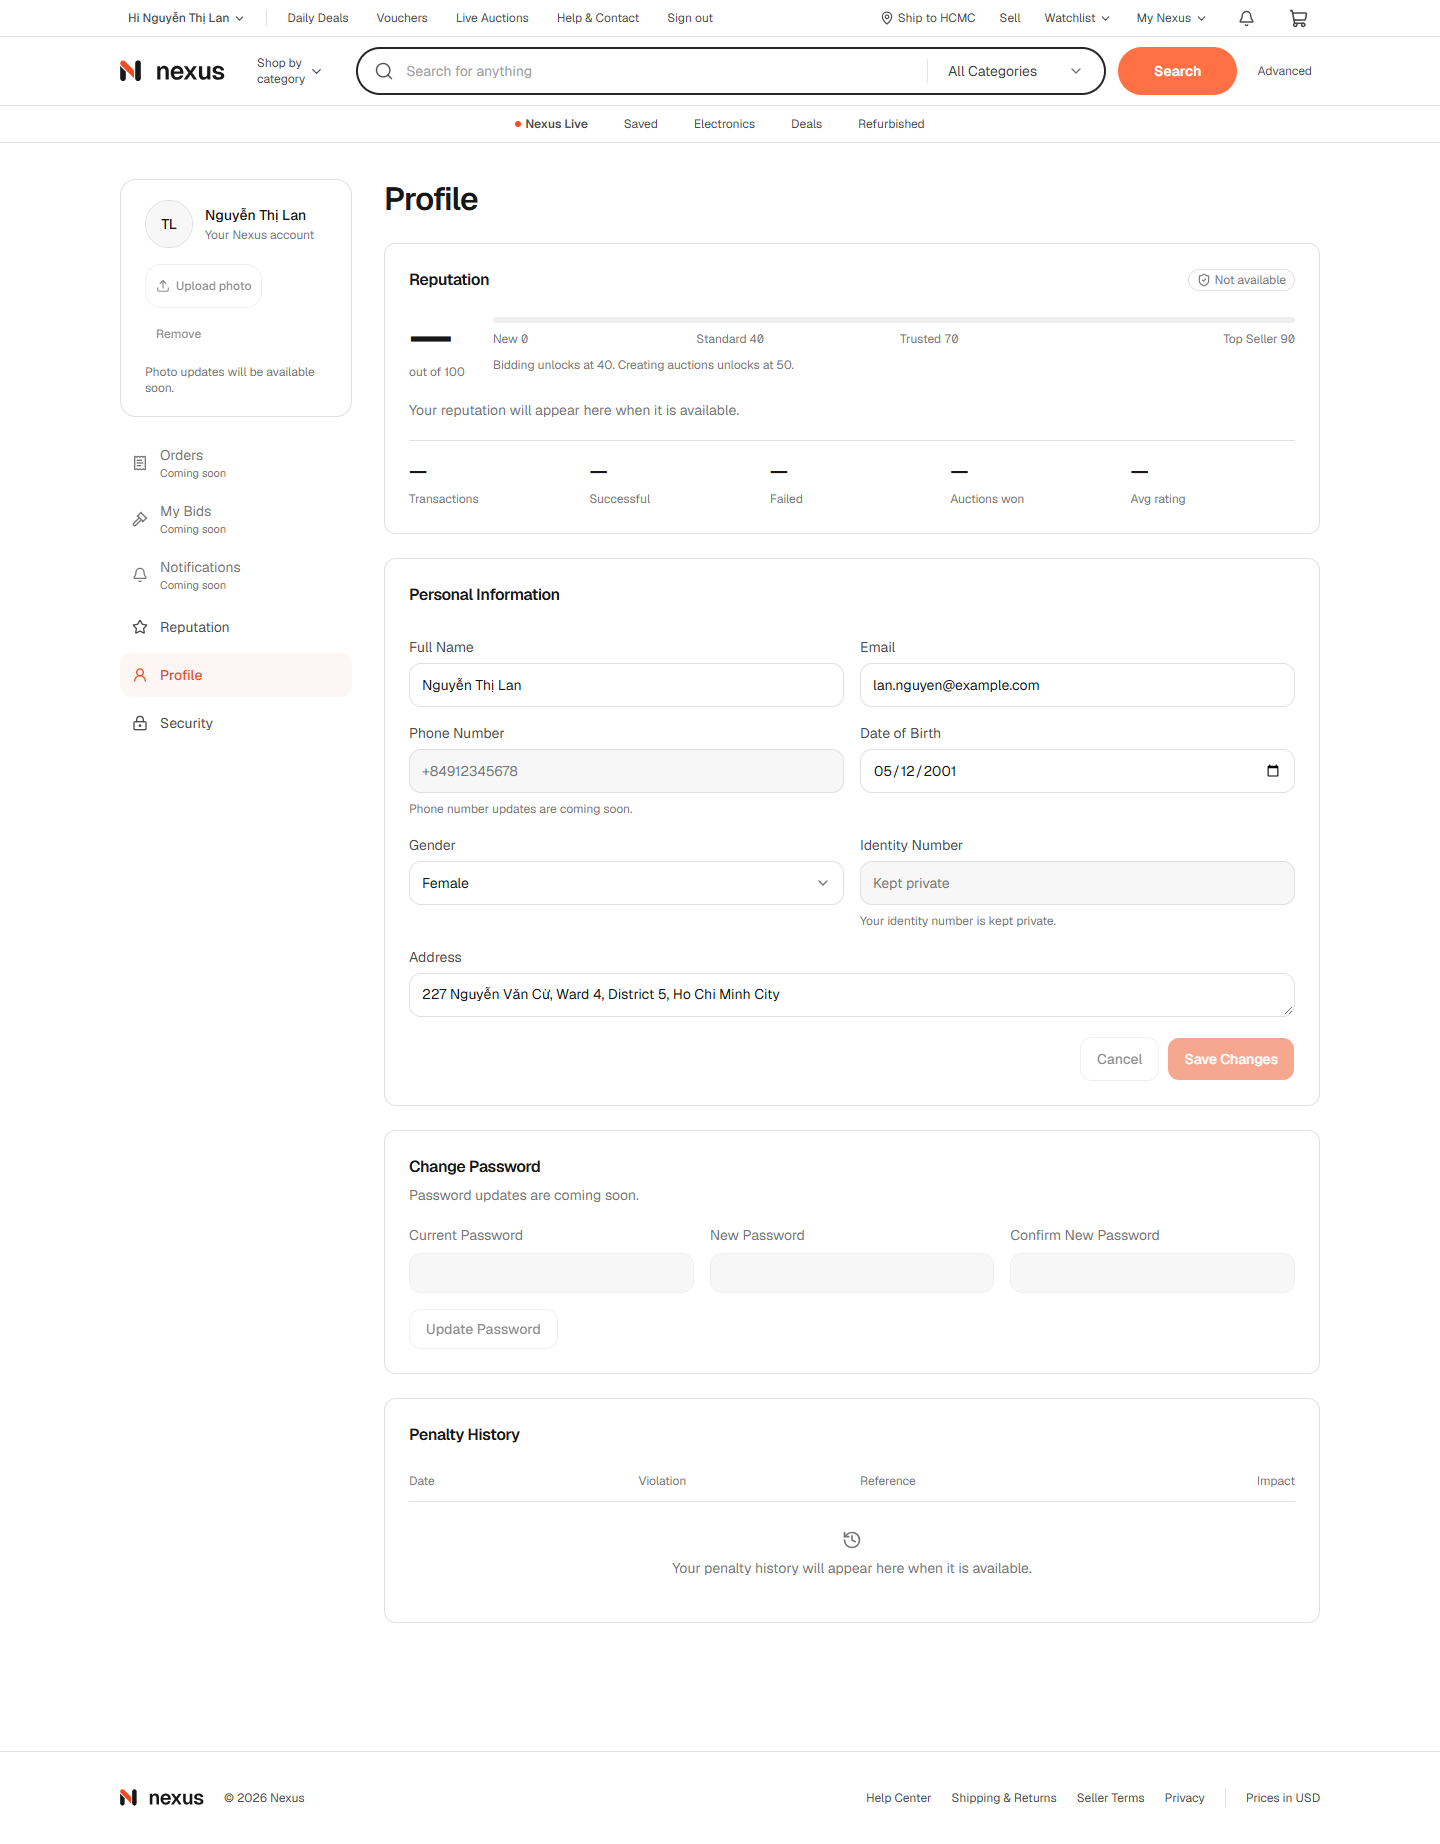 Hi Nguyễn Thị Lan
Daily Deals
Vouchers
Live Auctions
Help & Contact
Sign out
Ship to HCMC
Sell
Watchlist
My Nexus
nexus
Shop by
category
Search for anything
All Categories
Search
Advanced
Nexus Live
Saved
Electronics
Deals
Refurbished
TL
Nguyễn Thị Lan
Your Nexus account
Upload photo
Remove
Photo updates will be available
soon.
Orders
Coming soon
My Bids
Coming soon
Notifications
Coming soon
Reputation
Profile
Security
Profile
Reputation
Not available
—
out of 100
New 0
Standard 40
Trusted 70
Top Seller 90
Bidding unlocks at 40. Creating auctions unlocks at 50.
Your reputation will appear here when it is available.
—
Transactions
—
Successful
—
Failed
—
Auctions won
—
Avg rating
Personal Information
Full Name
Nguyễn Thị Lan
Email
lan.nguyen@example.com
Phone Number
+84912345678
Phone number updates are coming soon.
Date of Birth
05/12/2001
Gender
Female
Identity Number
Kept private
Your identity number is kept private.
Address
227 Nguyễn Văn Cừ, Ward 4, District 5, Ho Chi Minh City
Cancel
Save Changes
Change Password
Password updates are coming soon.
Current Password
New Password
Confirm New Password
Update Password
Penalty History
Date
Violation
Reference
Impact
Your penalty history will appear here when it is available.
nexus
© 2026 Nexus
Help Center
Shipping & Returns
Seller Terms
Privacy
Prices in USD